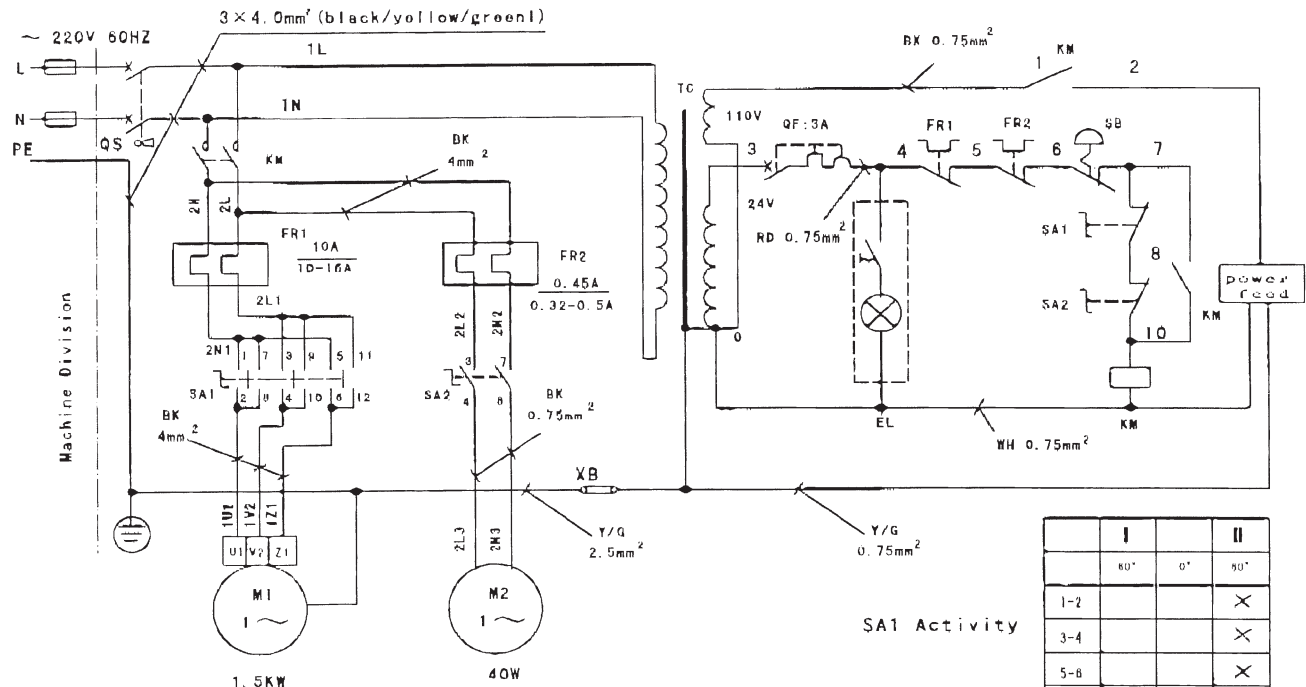 3×4.0mm² (black/yellow/greenl)
~ 220V 60HZ
1L
L
N
1N
PE
QS
KM
BK
4mm²
2N
2L
FR1
10A
10-16A
FR2
0.45A
0.32-0.5A
2L1
2L2
2N2
2N1
1 7 3 9 5 11
SA1
2 8 4 10 6 12
3 7
SA2
4 8
BK
0.75mm²
BK
4mm²
Machine Division
XB
1U1
1V2
1Z1
2L3
2N3
Y/G
2.5mm²
U1 V2 Z1
M1
1 ~
1.5KW
M2
1 ~
40W
BK 0.75mm²
TC
1
KM
2
110V
QF:3A
FR1
FR2
SB
3
4
5
6
7
24V
RD 0.75mm²
SA1
8
SA2
power
feed
KM
10
0
EL
KM
WH 0.75mm²
Y/G
0.75mm²
SA1 Activity
I II
60° 0° 60°
1-2 ×
3-4 ×
5-6 ×